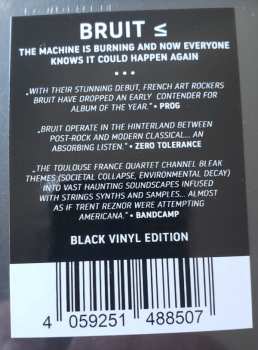 BRUIT ≤
THE MACHINE IS BURNING AND NOW EVERYONE
KNOWS IT COULD HAPPEN AGAIN
•••
„WITH THEIR STUNNING DEBUT, FRENCH ART ROCKERS
BRUIT HAVE DROPPED AN EARLY CONTENDER FOR
ALBUM OF THE YEAR.“ • PROG
„BRUIT OPERATE IN THE HINTERLAND BETWEEN
POST-ROCK AND MODERN CLASSICAL... AN
ABSORBING LISTEN.“ • ZERO TOLERANCE
„THE TOULOUSE FRANCE QUARTET CHANNEL BLEAK
THEMES (SOCIETAL COLLAPSE, ENVIRONMENTAL DECAY)
INTO VAST HAUNTING SOUNDSCAPES INFUSED
WITH STRINGS SYNTHS AND SAMPLES.. ALMOST
AS IF TRENT REZNOR WERE ATTEMPTING
AMERICANA.“ • BANDCAMP
BLACK VINYL EDITION
4 059251 488507